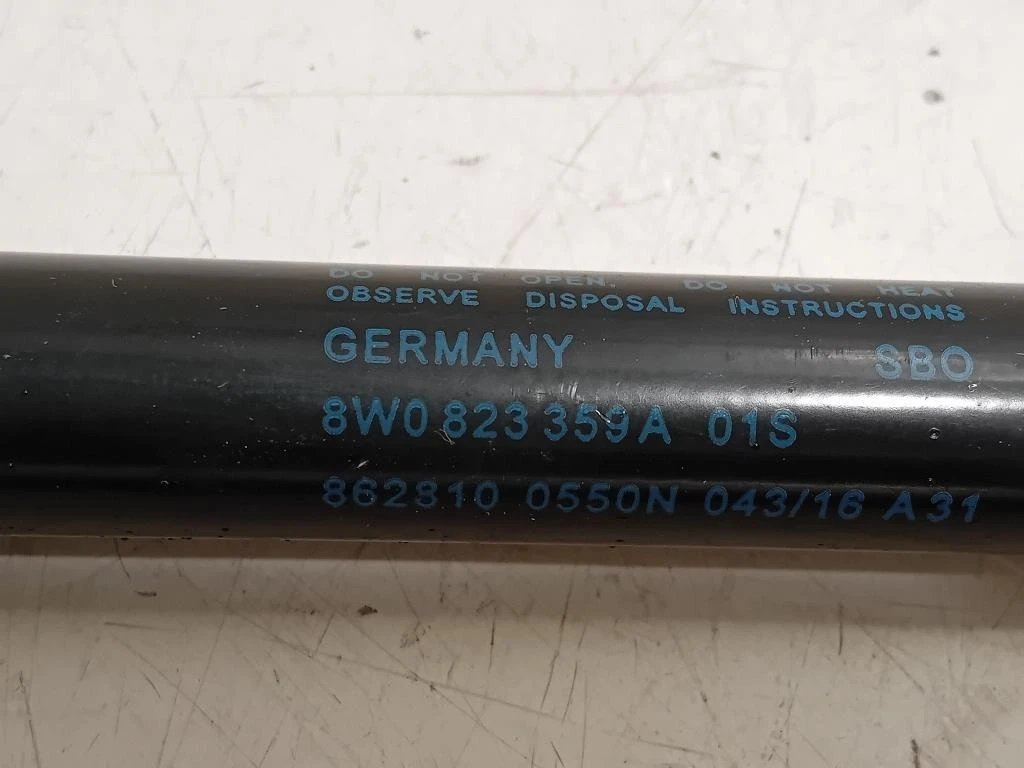 DO NOT OPEN. DO NOT HEAT
OBSERVE DISPOSAL INSTRUCTIONS
GERMANY SBO
8W0 823 359A 01S
862810 0550N 043/16 A31